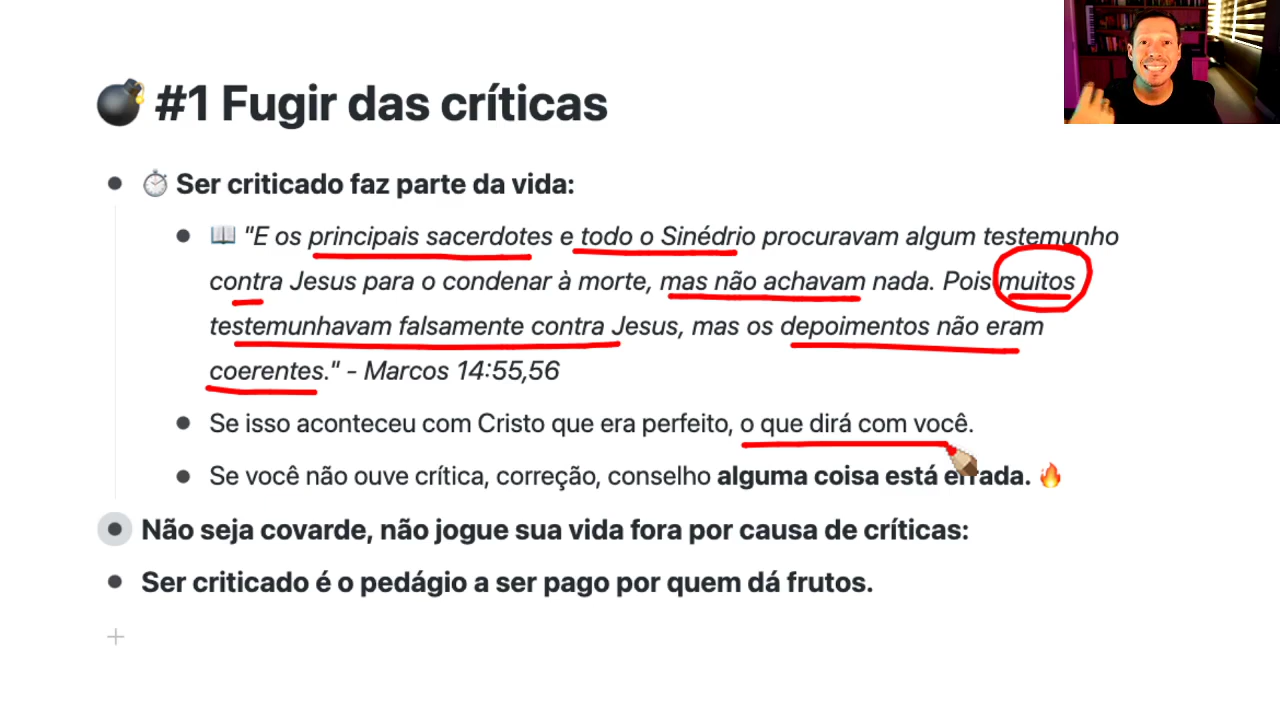 #1 Fugir das críticas
Ser criticado faz parte da vida:
"E os principais sacerdotes e todo o Sinédrio procuravam algum testemunho
contra Jesus para o condenar à morte, mas não achavam nada. Pois muitos
testemunhavam falsamente contra Jesus, mas os depoimentos não eram
coerentes." - Marcos 14:55,56
Se isso aconteceu com Cristo que era perfeito, o que dirá com você.
Se você não ouve crítica, correção, conselho alguma coisa está errada.
Não seja covarde, não jogue sua vida fora por causa de críticas:
Ser criticado é o pedágio a ser pago por quem dá frutos.